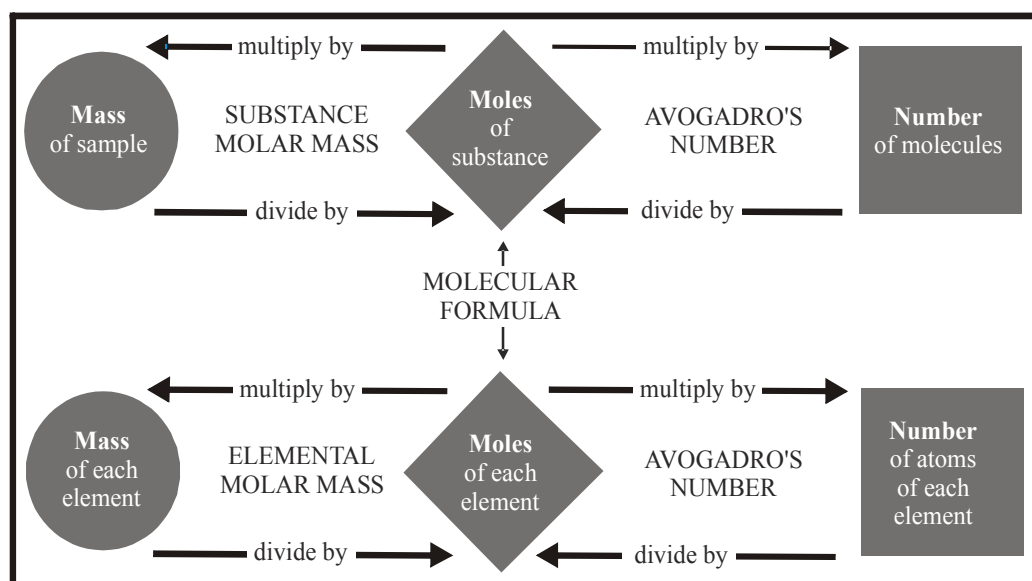 multiply by
multiply by
Mass
of sample
SUBSTANCE
MOLAR MASS
Moles
of
substance
AVOGADRO'S
NUMBER
Number
of molecules
divide by
divide by
MOLECULAR
FORMULA
multiply by
multiply by
Mass
of each
element
ELEMENTAL
MOLAR MASS
Moles
of each
element
AVOGADRO'S
NUMBER
Number
of atoms
of each
element
divide by
divide by